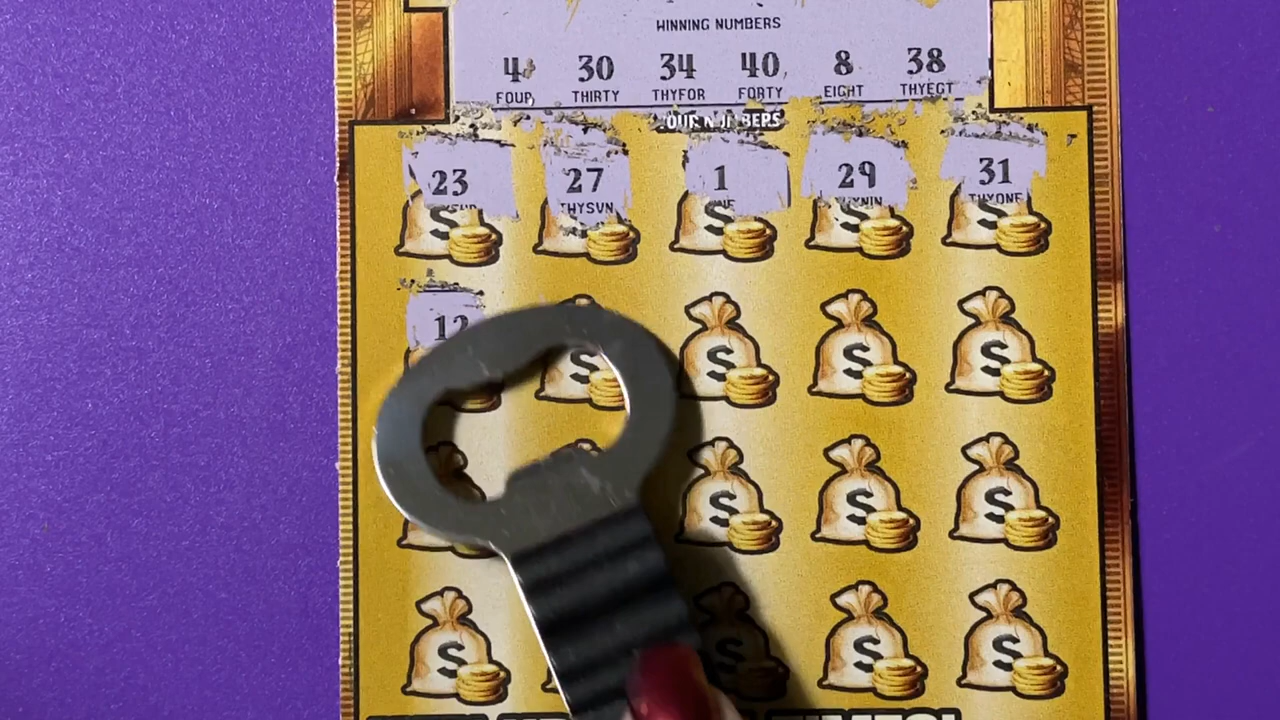 WINNING NUMBERS
4 30 34 40 8 38
FOUR THIRTY THYFOR FORTY EIGHT THYEGT
YOUR NUMBERS
23 27 1 29 31
THYSVN THYONE
12
$ $ $ $ $
$ $ $ $
$ $ $
$ $ $ $
TIMES!